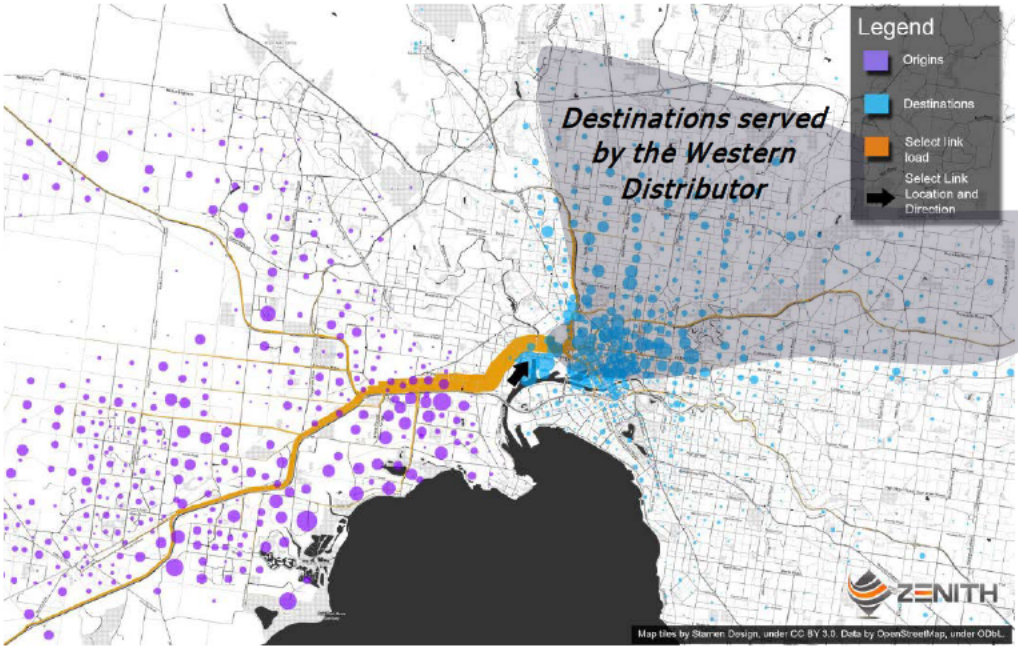 Legend
Origins
Destinations
Select link
load
Select Link
Location and
Direction
Destinations served
by the Western
Distributor
ZENITH
Map tiles by Stamen Design, under CC BY 3.0. Data by OpenStreetMap, under ODbL.